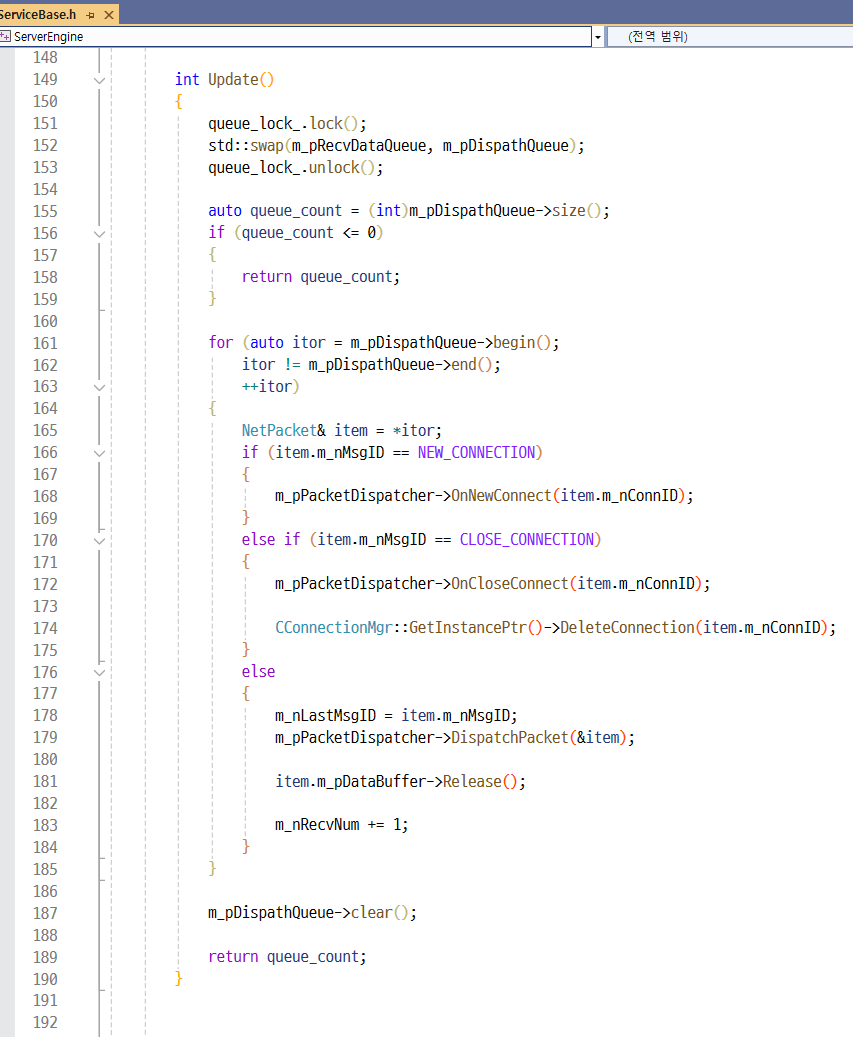 ServiceBase.h
ServerEngine
(전역 범위)
148
149 int Update()
150 {
151 queue_lock_.lock();
152 std::swap(m_pRecvDataQueue, m_pDispathQueue);
153 queue_lock_.unlock();
154
155 auto queue_count = (int)m_pDispathQueue->size();
156 if (queue_count <= 0)
157 {
158 return queue_count;
159 }
160
161 for (auto itor = m_pDispathQueue->begin();
162 itor != m_pDispathQueue->end();
163 ++itor)
164 {
165 NetPacket& item = *itor;
166 if (item.m_nMsgID == NEW_CONNECTION)
167 {
168 m_pPacketDispatcher->OnNewConnect(item.m_nConnID);
169 }
170 else if (item.m_nMsgID == CLOSE_CONNECTION)
171 {
172 m_pPacketDispatcher->OnCloseConnect(item.m_nConnID);
173
174 CConnectionMgr::GetInstancePtr()->DeleteConnection(item.m_nConnID);
175 }
176 else
177 {
178 m_nLastMsgID = item.m_nMsgID;
179 m_pPacketDispatcher->DispatchPacket(&item);
180
181 item.m_pDataBuffer->Release();
182
183 m_nRecvNum += 1;
184 }
185 }
186
187 m_pDispathQueue->clear();
188
189 return queue_count;
190 }
191
192